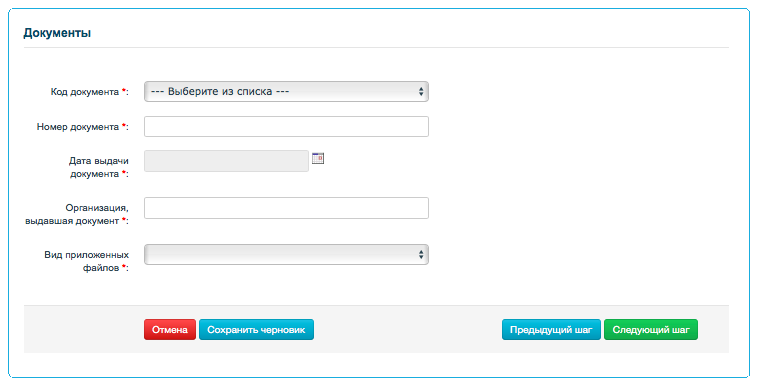 Документы
Код документа *:
--- Выберите из списка ---
Номер документа *:
Дата выдачи
документа *:
Организация,
выдавшая документ *:
Вид приложенных
файлов *:
Отмена
Сохранить черновик
Предыдущий шаг
Следующий шаг